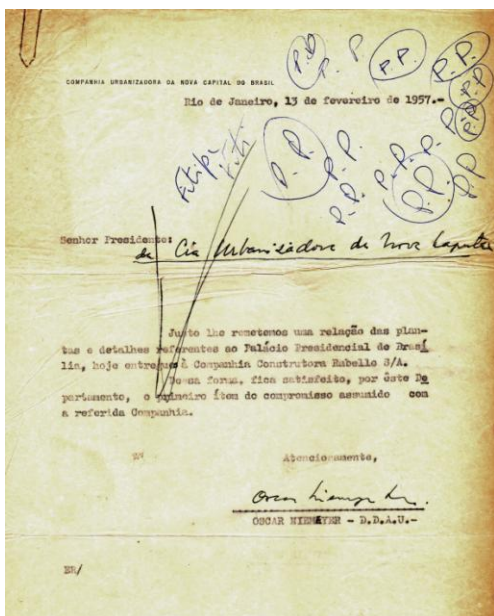 P.P. P. P. P.P. P.P.
P.P
P.P
COMPANHIA URBANIZADORA DA NOVA CAPITAL DO BRASIL
Rio de Janeiro, 13 de fevereiro de 1957.-
P. P. P.P. P.P. P. P. P
P.P. P.P. P.P
Senhor Presidente:
da Cia Urbanizadora da Nova Capital
Junto lhe remetemos uma relação das plan-
tas e detalhes referentes ao Palácio Presidencial de Brasí
lia, hoje entregues à Companhia Construtora Rabello S/A.
Dessa forma, fica satisfeito, por êste De
partamento, o primeiro ítem do compromisso assumido com
a referida Companhia.
Atenciosamente,
Oscar Niemeyer
OSCAR NIEMEYER - D.D.A.U.-
ER/